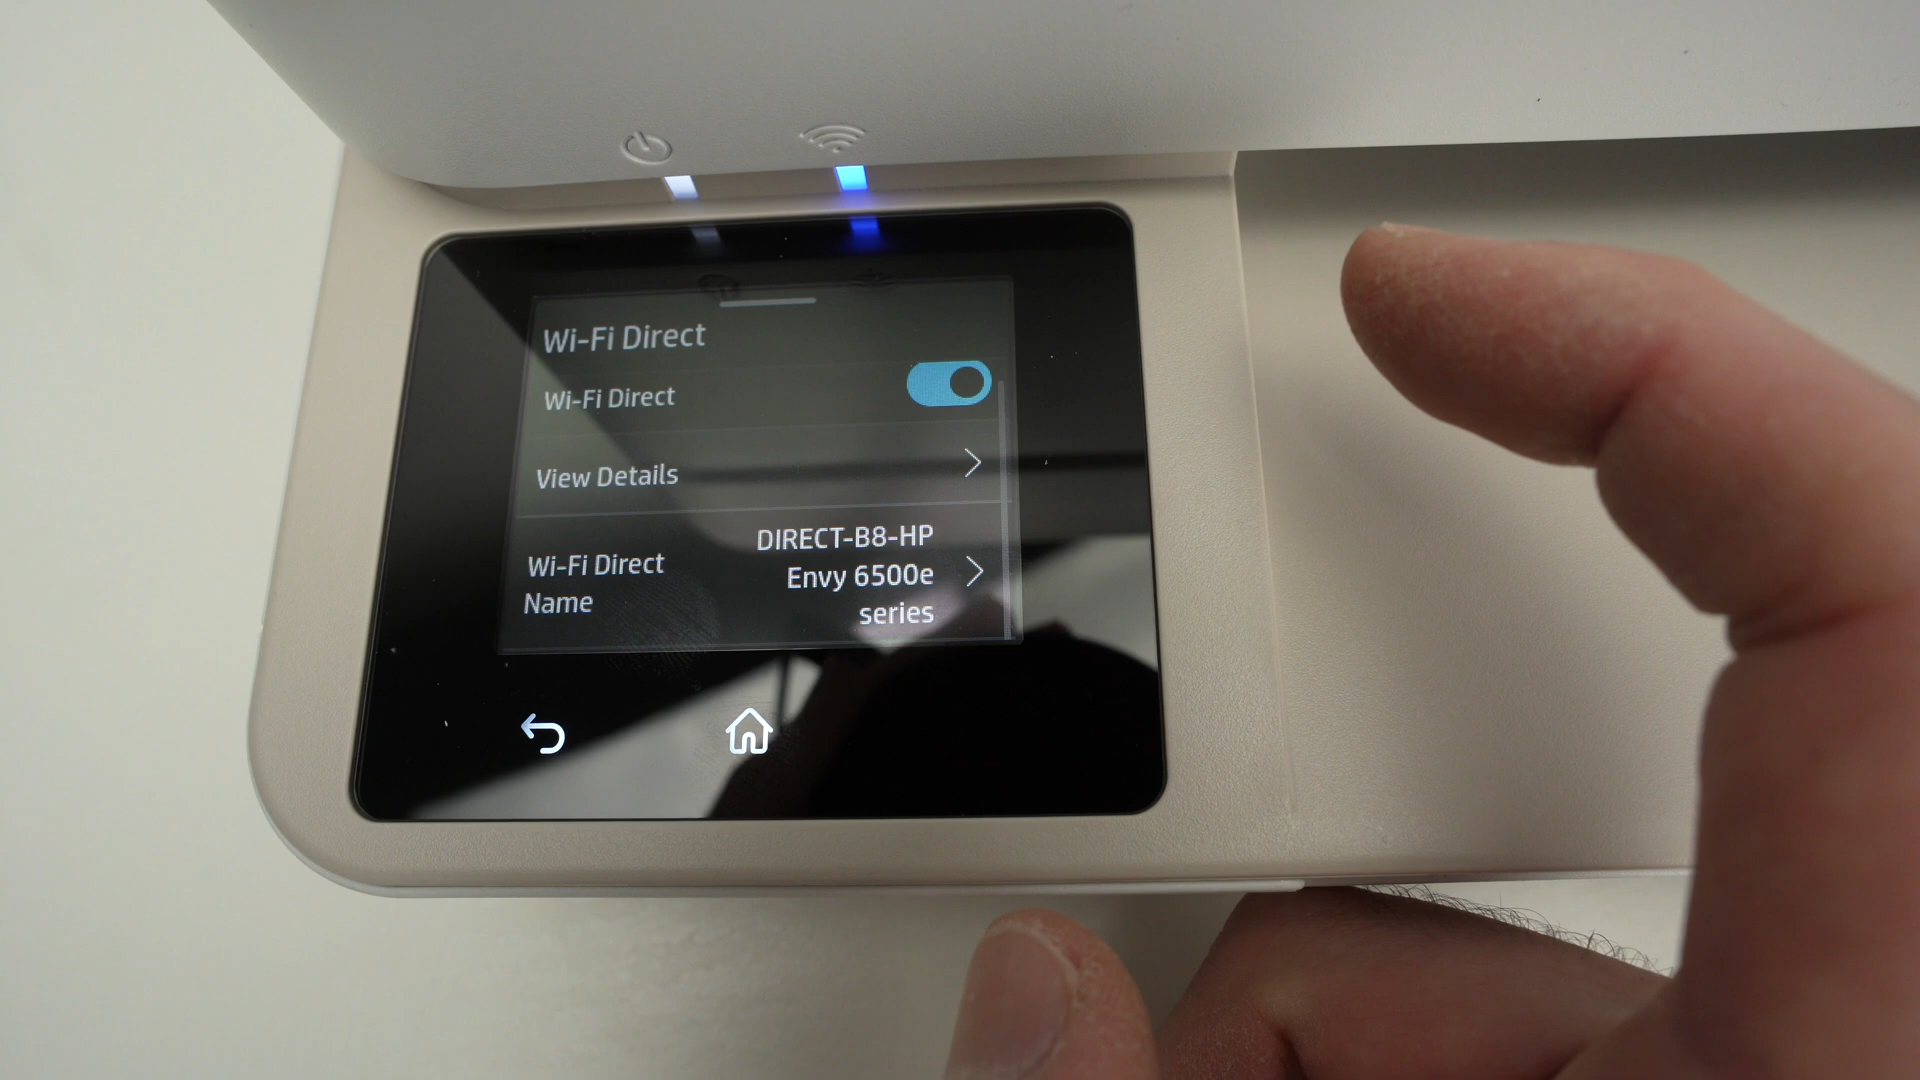 Wi-Fi Direct
Wi-Fi Direct
View Details
Wi-Fi Direct
Name
DIRECT-B8-HP
Envy 6500e
series